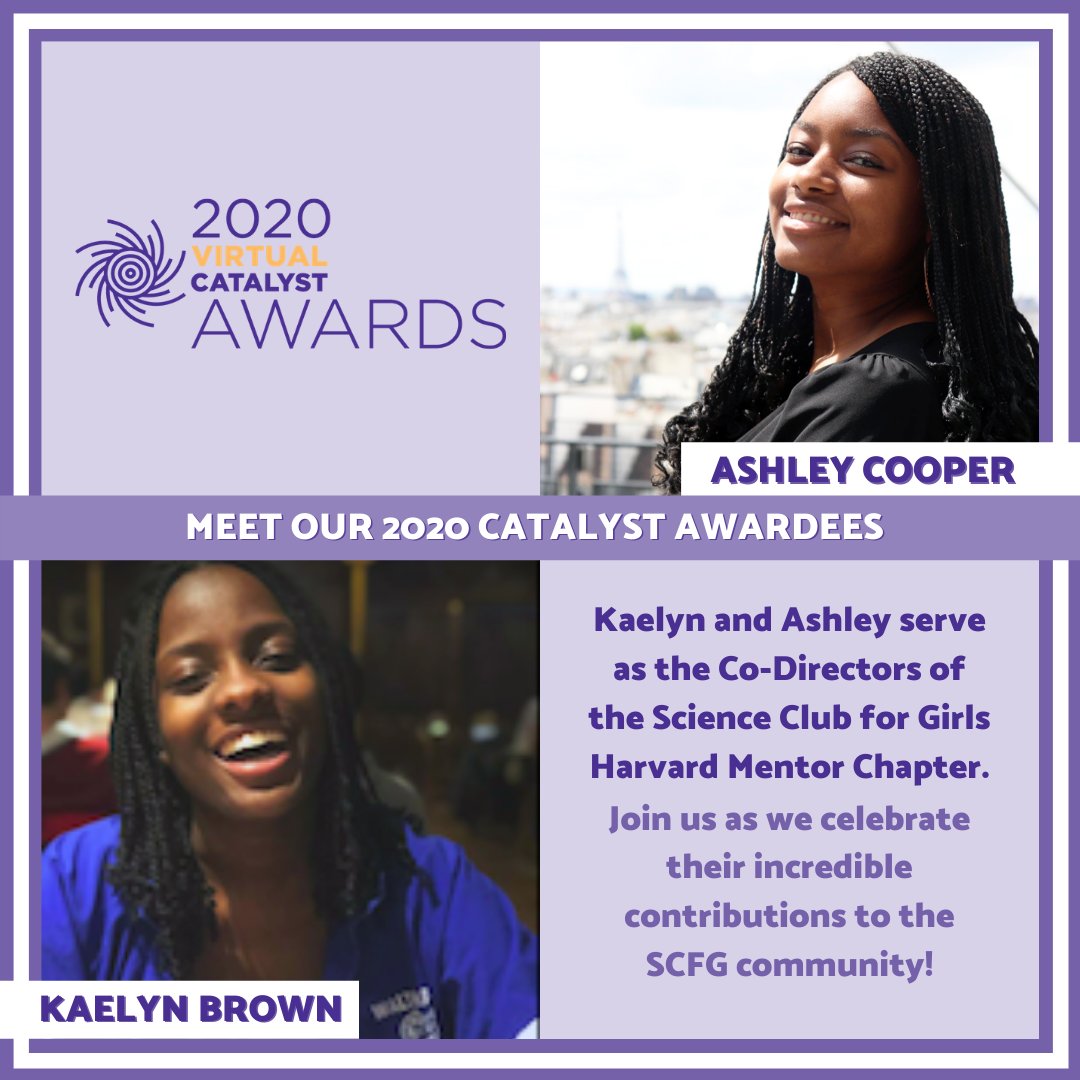 2020
VIRTUAL
CATALYST
AWARDS
ASHLEY COOPER
MEET OUR 2020 CATALYST AWARDEES
Kaelyn and Ashley serve
as the Co-Directors of
the Science Club for Girls
Harvard Mentor Chapter.
Join us as we celebrate
their incredible
contributions to the
SCFG community!
KAELYN BROWN